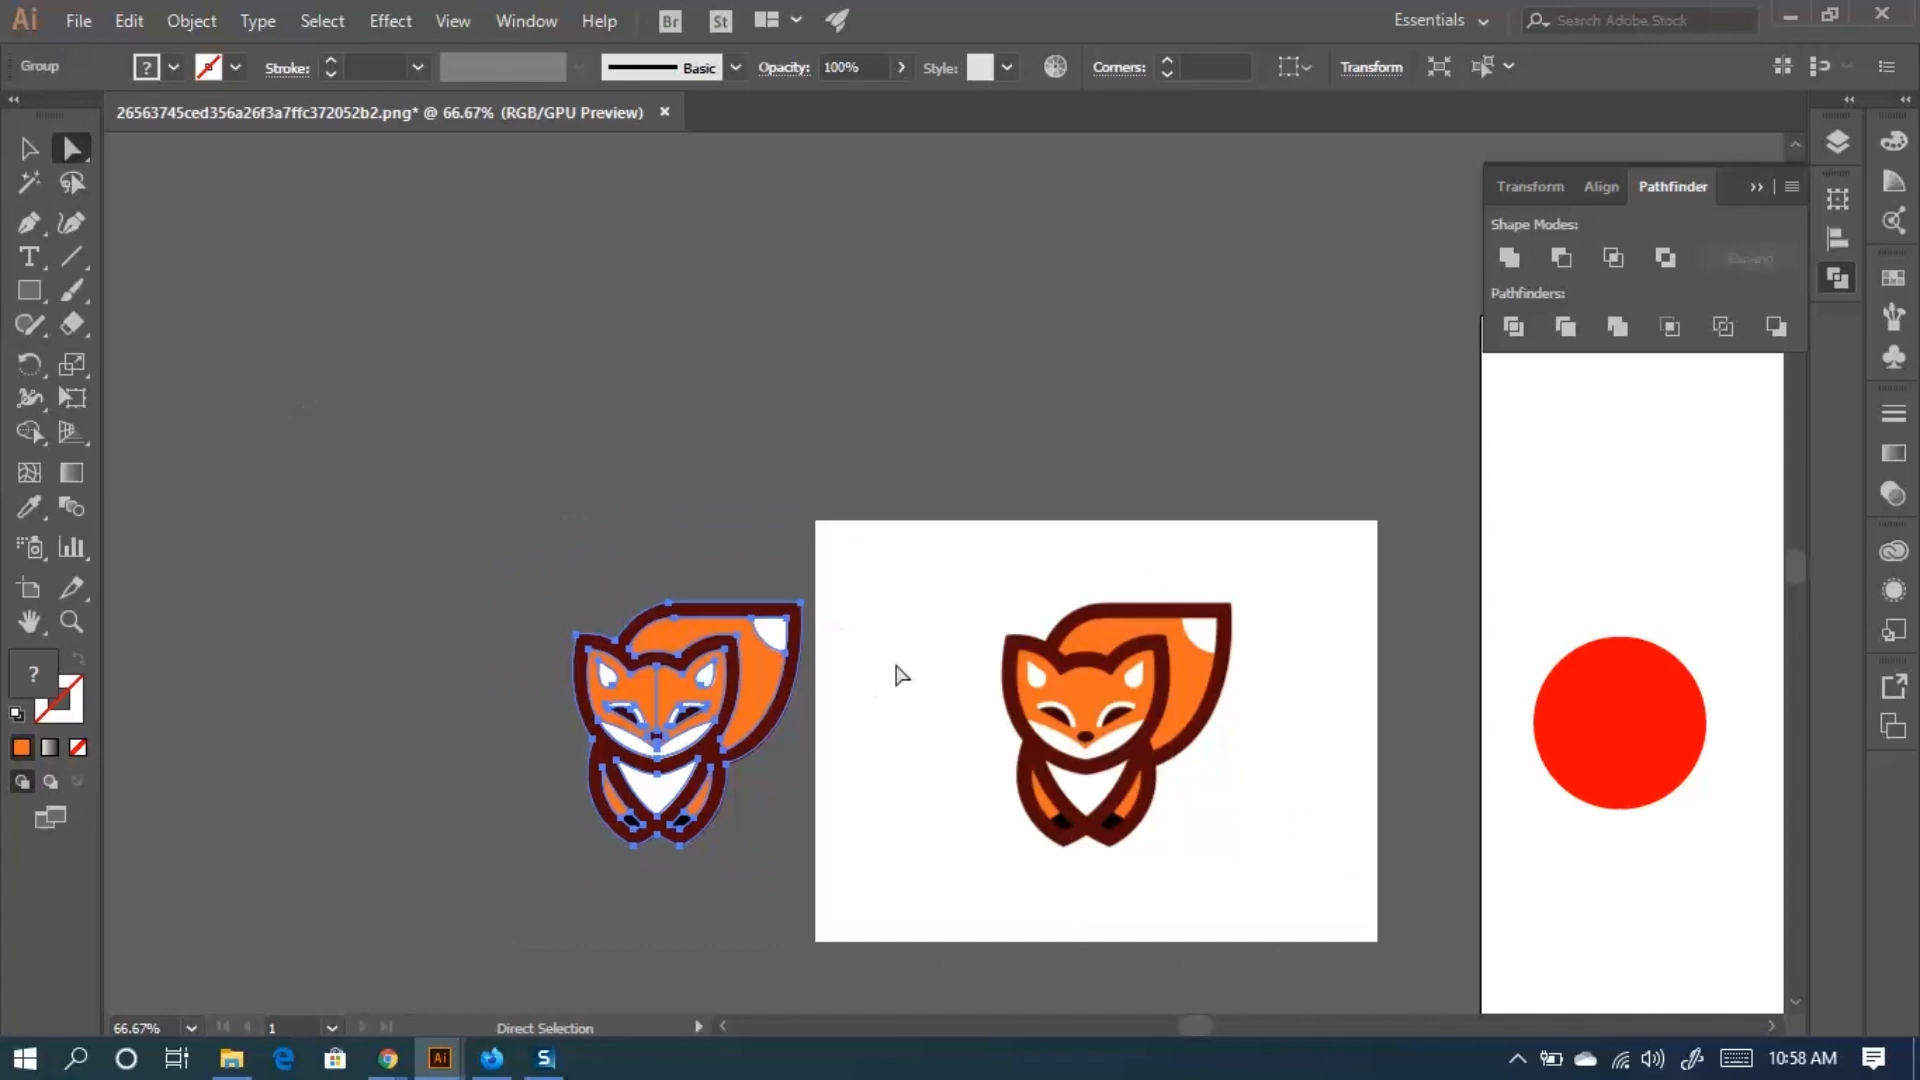 Ai File Edit Object Type Select Effect View Window Help Br St Essentials Search Adobe Stock
Group ? Stroke: Basic Opacity: 100% Style: Corners: Transform
26563745ced356a26f3a7ffc372052b2.png* @ 66.67% (RGB/GPU Preview)
Transform Align Pathfinder
Shape Modes:
Expand
Pathfinders:
T
?
66.67% 1 Direct Selection
Ai S 10:58 AM